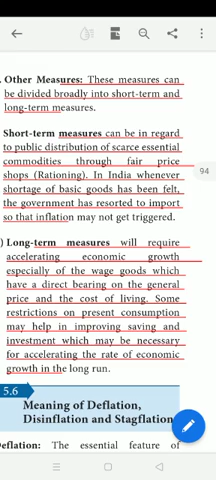 . Other Measures: These measures can
be divided broadly into short-term and
long-term measures.
Short-term measures can be in regard
to public distribution of scarce essential
commodities through fair price
shops (Rationing). In India whenever
shortage of basic goods has been felt,
the government has resorted to import
so that inflation may not get triggered.
94
) Long-term measures will require
accelerating economic growth
especially of the wage goods which
have a direct bearing on the general
price and the cost of living. Some
restrictions on present consumption
may help in improving saving and
investment which may be necessary
for accelerating the rate of economic
growth in the long run.
5.6
Meaning of Deflation,
Disinflation and Stagflation
Deflation: The essential feature of